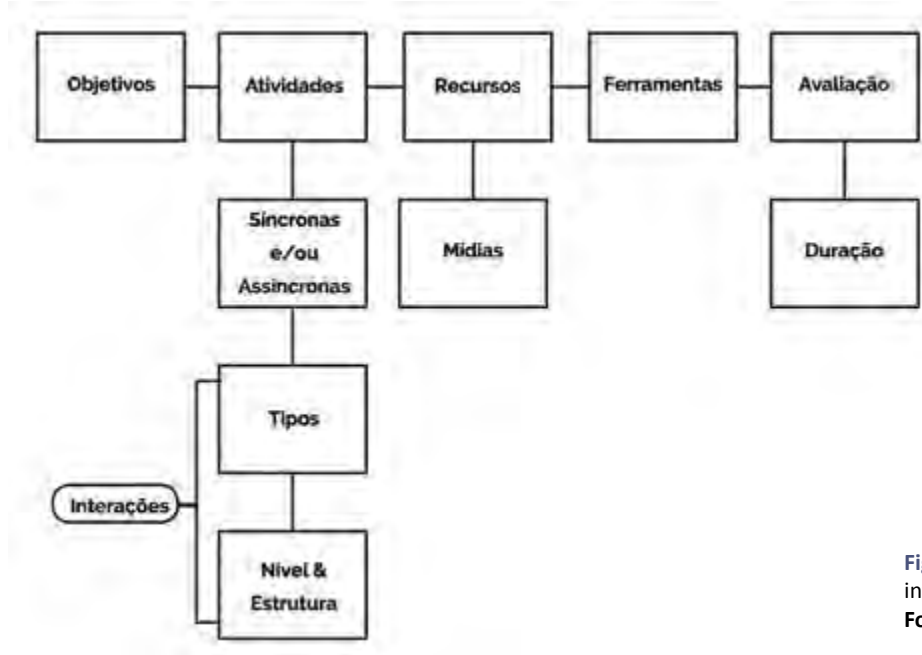 Objetivos
Atividades
Recursos
Ferramentas
Avaliação
Síncronas
e/ou
Assíncronas
Mídias
Duração
Tipos
Interações
Nível &
Estrutura